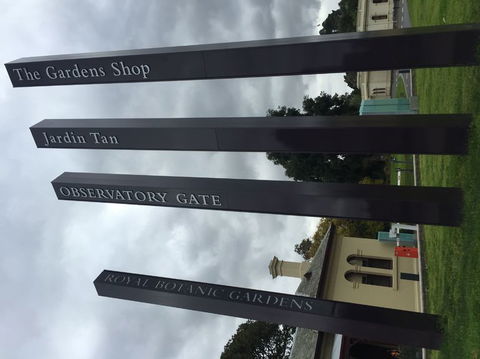 The Gardens Shop
Jardin Tan
OBSERVATORY GATE
ROYAL BOTANIC GARDENS